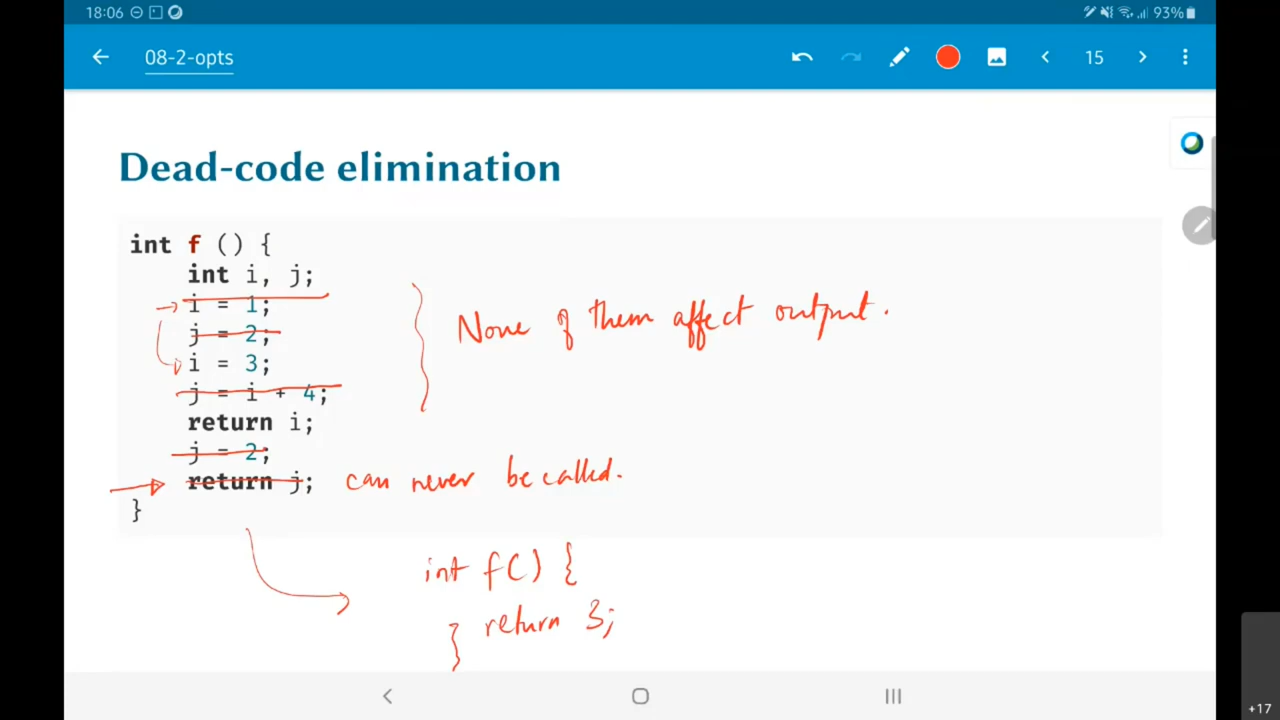 18:06 93%
08-2-opts 15
Dead-code elimination
int f () {
int i, j;
i = 1;
j = 2;
i = 3;
j = i + 4;
return i;
j = 2;
return j;
}
None of them affect output.
can never be called.
int f() {
return 3;
}
+17